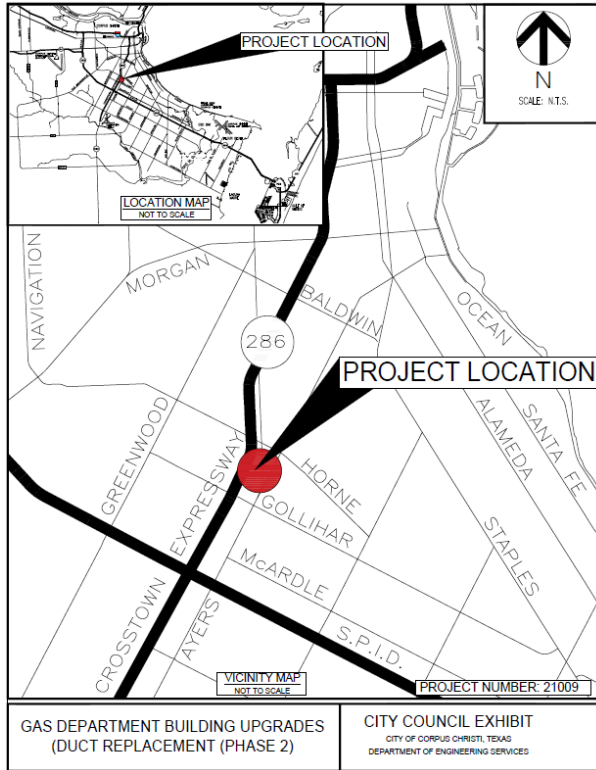 PROJECT LOCATION
N
SCALE: N.T.S.
LOCATION MAP
NOT TO SCALE
NAVIGATION
MORGAN
BALDWIN
OCEAN
286
PROJECT LOCATION
SANTA FE
ALAMEDA
GREENWOOD
EXPRESSWAY
HORNE
GOLLIHAR
STAPLES
McARDLE
CROSSTOWN
AYERS
S.P.I.D.
VICINITY MAP
NOT TO SCALE
PROJECT NUMBER: 21009
GAS DEPARTMENT BUILDING UPGRADES
(DUCT REPLACEMENT (PHASE 2)
CITY COUNCIL EXHIBIT
CITY OF CORPUS CHRISTI, TEXAS
DEPARTMENT OF ENGINEERING SERVICES